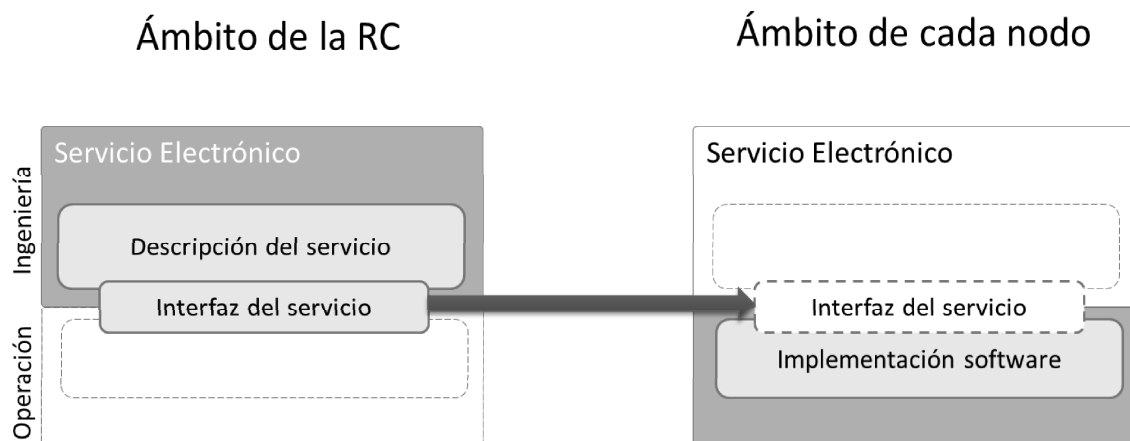 Ámbito de la RC
Ámbito de cada nodo
Ingeniería
Servicio Electrónico
Descripción del servicio
Interfaz del servicio
Operación
Servicio Electrónico
Interfaz del servicio
Implementación software